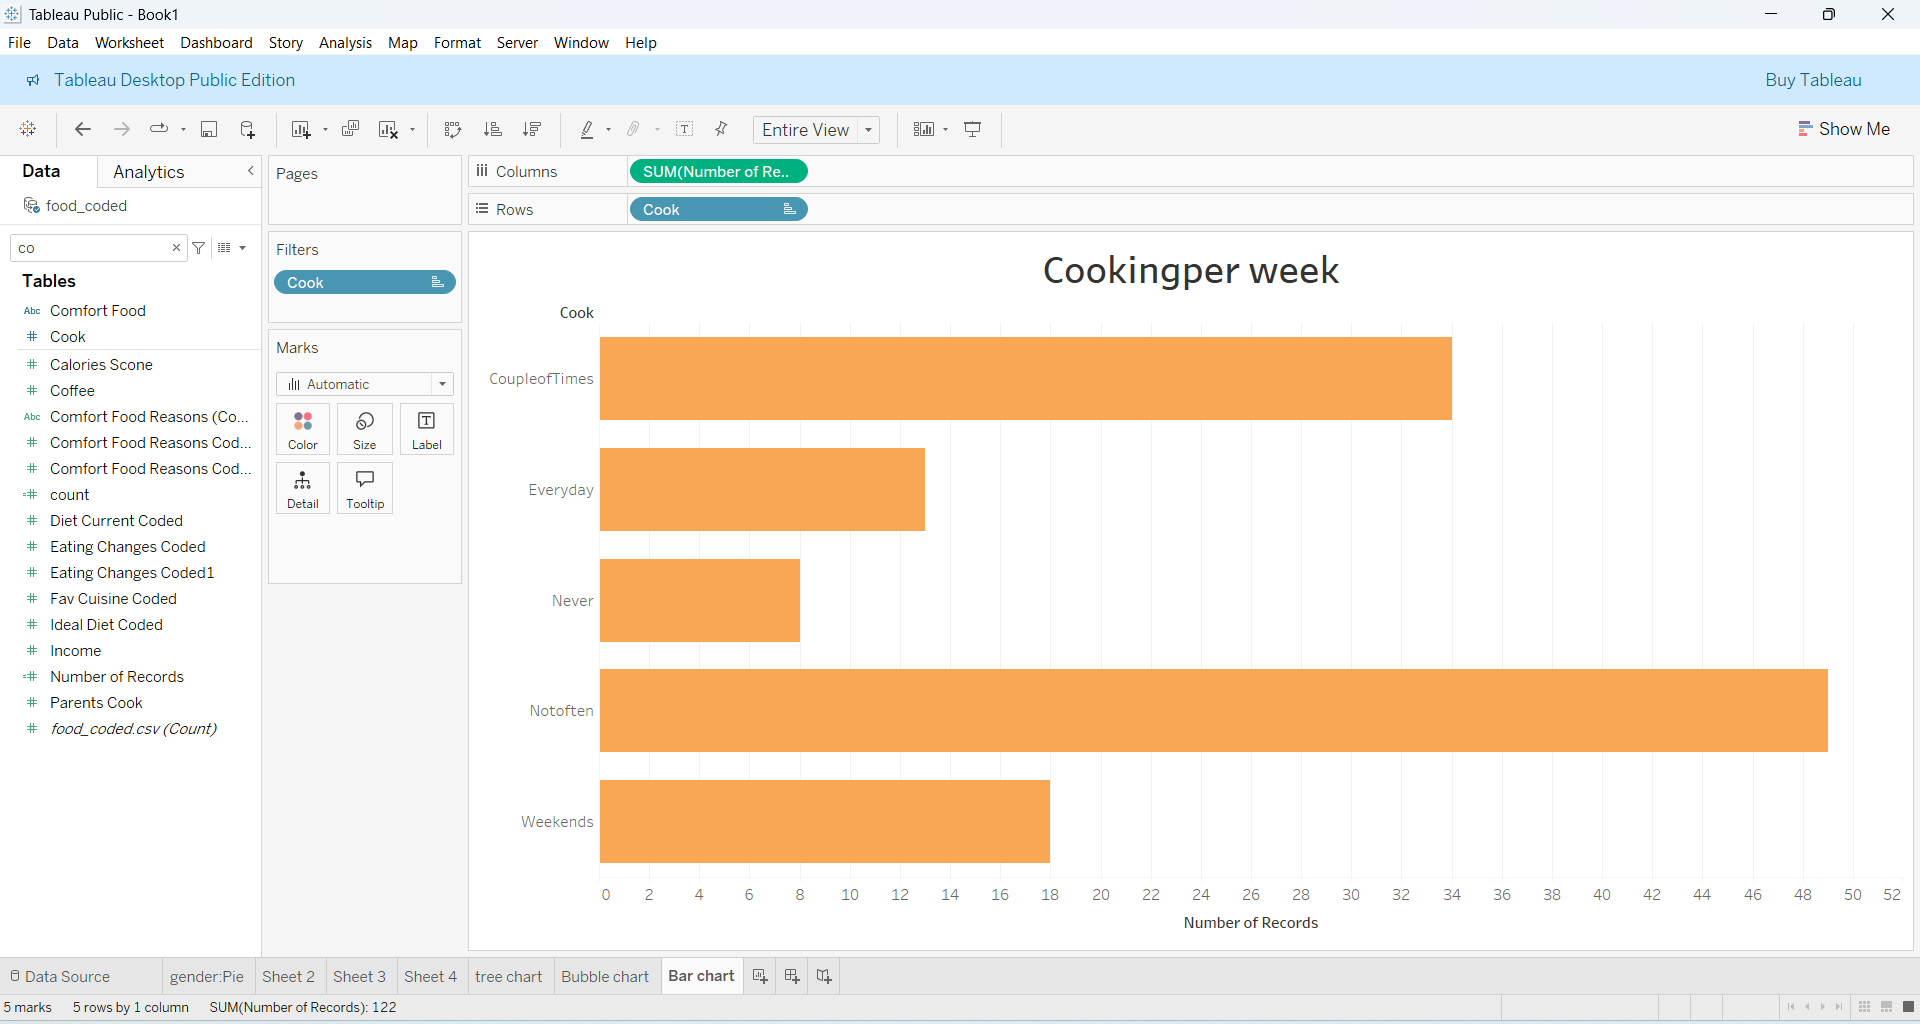 Tableau Public - Book1
File Data Worksheet Dashboard Story Analysis Map Format Server Window Help
Tableau Desktop Public Edition
Buy Tableau
Entire View
Show Me
Data
Analytics
food_coded
co
Tables
Abc Comfort Food
Cook
Calories Scone
Coffee
Abc Comfort Food Reasons (Co...
Comfort Food Reasons Cod...
Comfort Food Reasons Cod...
count
Diet Current Coded
Eating Changes Coded
Eating Changes Coded1
Fav Cuisine Coded
Ideal Diet Coded
Income
Number of Records
Parents Cook
food_coded.csv (Count)
Pages
Filters
Cook
Marks
Automatic
Color Size Label
Detail Tooltip
Columns SUM(Number of Re..
Rows Cook
Cookingper week
Cook
CoupleofTimes
Everyday
Never
Notoften
Weekends
0 2 4 6 8 10 12 14 16 18 20 22 24 26 28 30 32 34 36 38 40 42 44 46 48 50 52
Number of Records
Data Source gender:Pie Sheet 2 Sheet 3 Sheet 4 tree chart Bubble chart Bar chart
5 marks 5 rows by 1 column SUM(Number of Records): 122